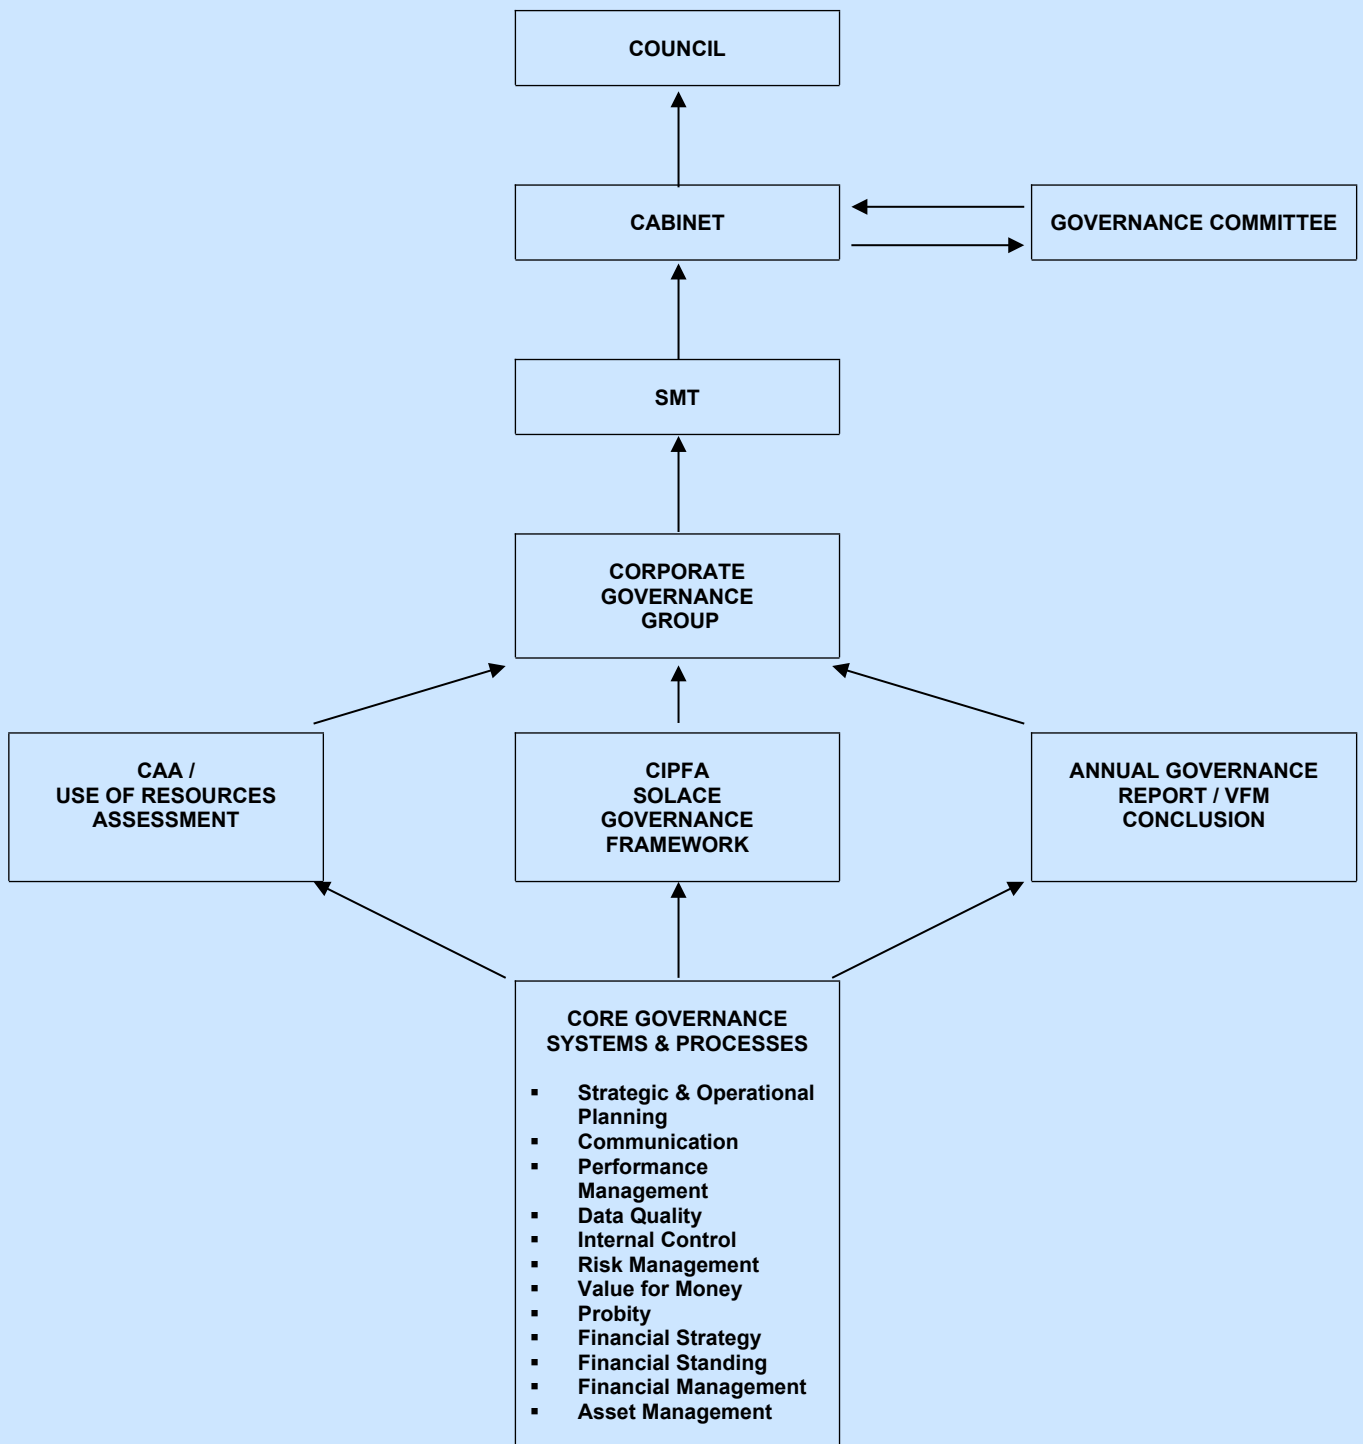 COUNCIL
CABINET
GOVERNANCE COMMITTEE
SMT
CORPORATE
GOVERNANCE
GROUP
CAA /
USE OF RESOURCES
ASSESSMENT
CIPFA
SOLACE
GOVERNANCE
FRAMEWORK
ANNUAL GOVERNANCE
REPORT / VFM
CONCLUSION
CORE GOVERNANCE
SYSTEMS & PROCESSES
▪ Strategic & Operational
Planning
▪ Communication
▪ Performance
Management
▪ Data Quality
▪ Internal Control
▪ Risk Management
▪ Value for Money
▪ Probity
▪ Financial Strategy
▪ Financial Standing
▪ Financial Management
▪ Asset Management